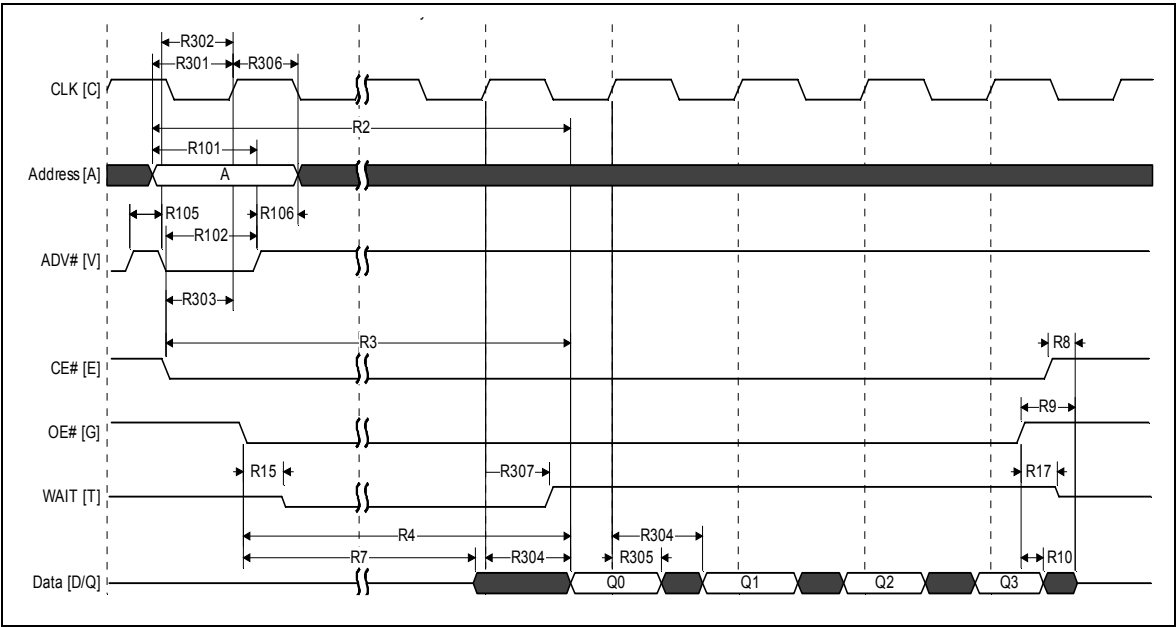 R302
R301
R306
CLK [C]
R2
R101
Address [A]
A
R105
R106
R102
ADV# [V]
R303
R3
R8
CE# [E]
R9
OE# [G]
R15
R307
R17
WAIT [T]
R4
R304
R7
R304
R305
R10
Data [D/Q]
Q0
Q1
Q2
Q3